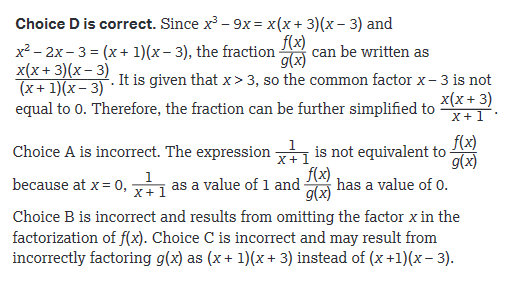 Choice D is correct. Since x³ – 9x = x(x + 3)(x – 3) and
x² – 2x – 3 = (x + 1)(x – 3), the fraction f(x)/g(x) can be written as
x(x + 3)(x – 3)/(x + 1)(x – 3). It is given that x > 3, so the common factor x – 3 is not
equal to 0. Therefore, the fraction can be further simplified to x(x + 3)/x + 1.
Choice A is incorrect. The expression 1/x + 1 is not equivalent to f(x)/g(x)
because at x = 0, 1/x + 1 as a value of 1 and f(x)/g(x) has a value of 0.
Choice B is incorrect and results from omitting the factor x in the
factorization of f(x). Choice C is incorrect and may result from
incorrectly factoring g(x) as (x + 1)(x + 3) instead of (x +1)(x – 3).